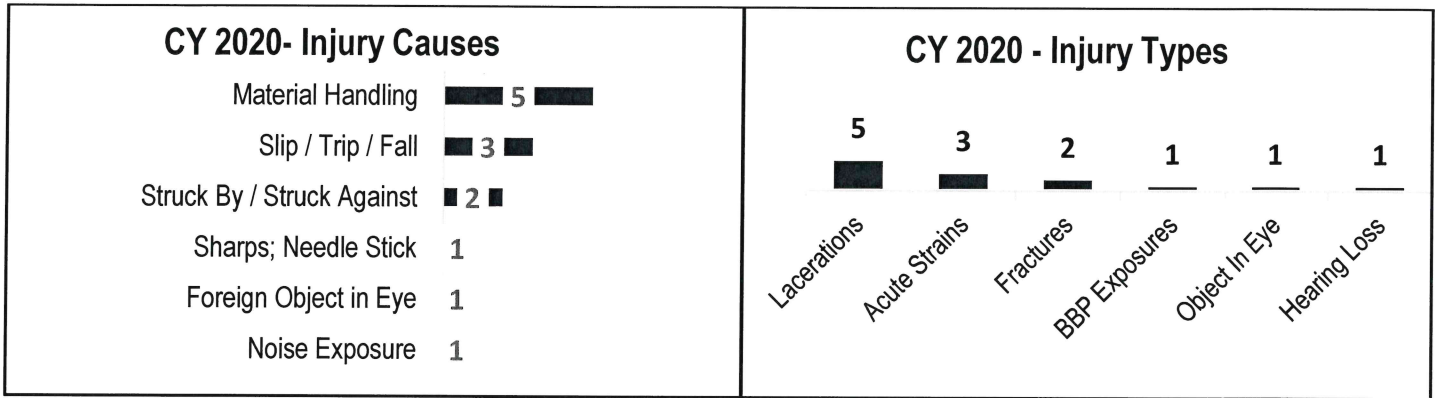 CY 2020- Injury Causes
Material Handling 5
Slip / Trip / Fall 3
Struck By / Struck Against 2
Sharps; Needle Stick 1
Foreign Object in Eye 1
Noise Exposure 1
CY 2020 - Injury Types
5 3 2 1 1 1
Lacerations
Acute Strains
Fractures
BBP Exposures
Object In Eye
Hearing Loss